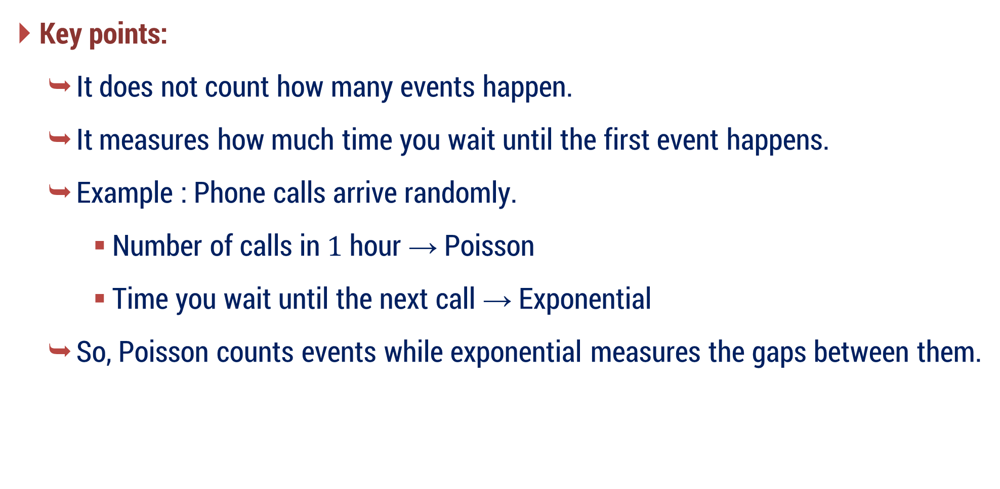 Key points:
It does not count how many events happen.
It measures how much time you wait until the first event happens.
Example : Phone calls arrive randomly.
Number of calls in 1 hour → Poisson
Time you wait until the next call → Exponential
So, Poisson counts events while exponential measures the gaps between them.